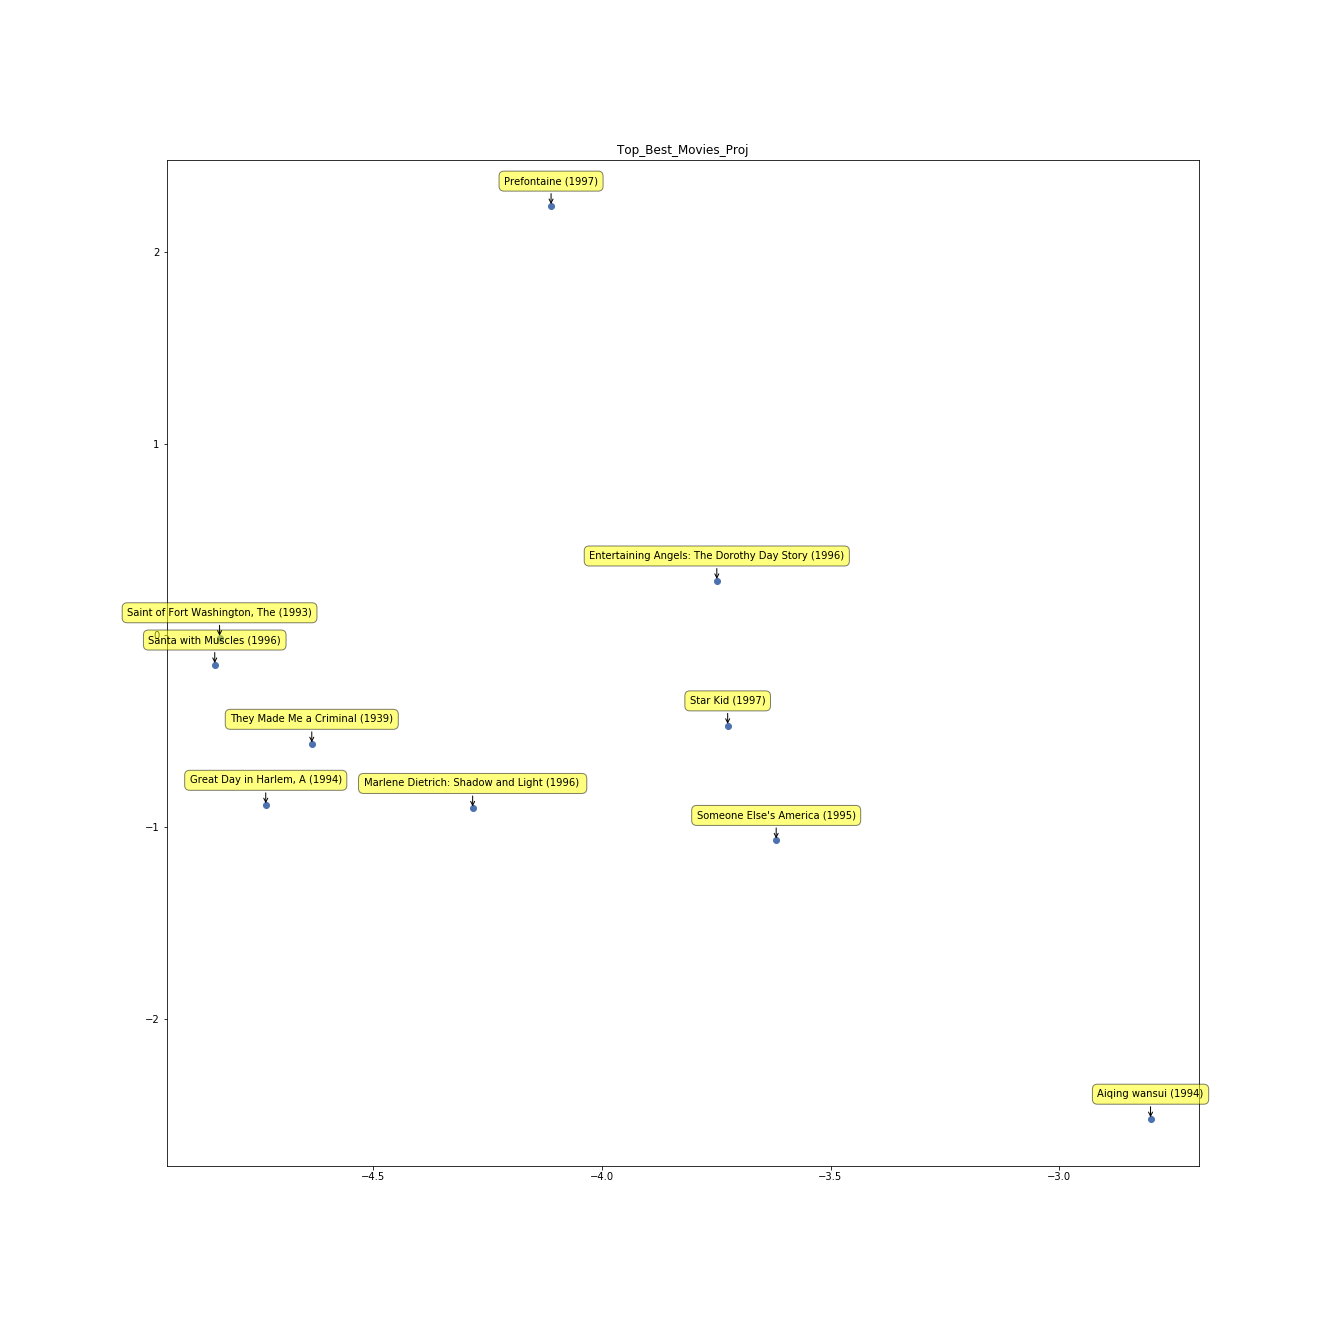 Top_Best_Movies_Proj
Prefontaine (1997)
2
1
Entertaining Angels: The Dorothy Day Story (1996)
Saint of Fort Washington, The (1993)
0
Santa with Muscles (1996)
Star Kid (1997)
They Made Me a Criminal (1939)
Great Day in Harlem, A (1994)
Marlene Dietrich: Shadow and Light (1996)
Someone Else's America (1995)
−1
−2
Aiqing wansui (1994)
−4.5 −4.0 −3.5 −3.0